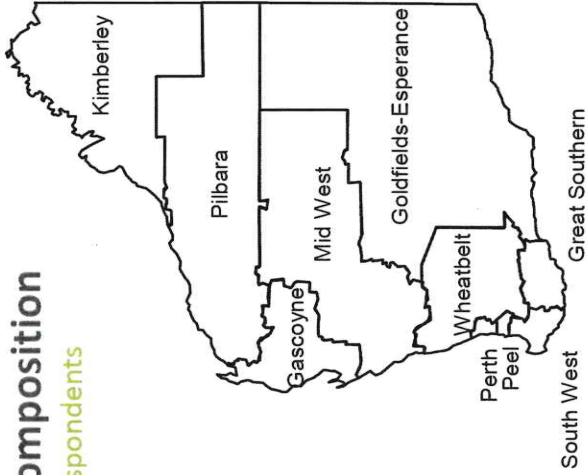 omposition
spondents
Kimberley
Pilbara
Gascoyne
Mid West
Goldfields-Esperance
Wheatbelt
Perth
Peel
South West
Great Southern